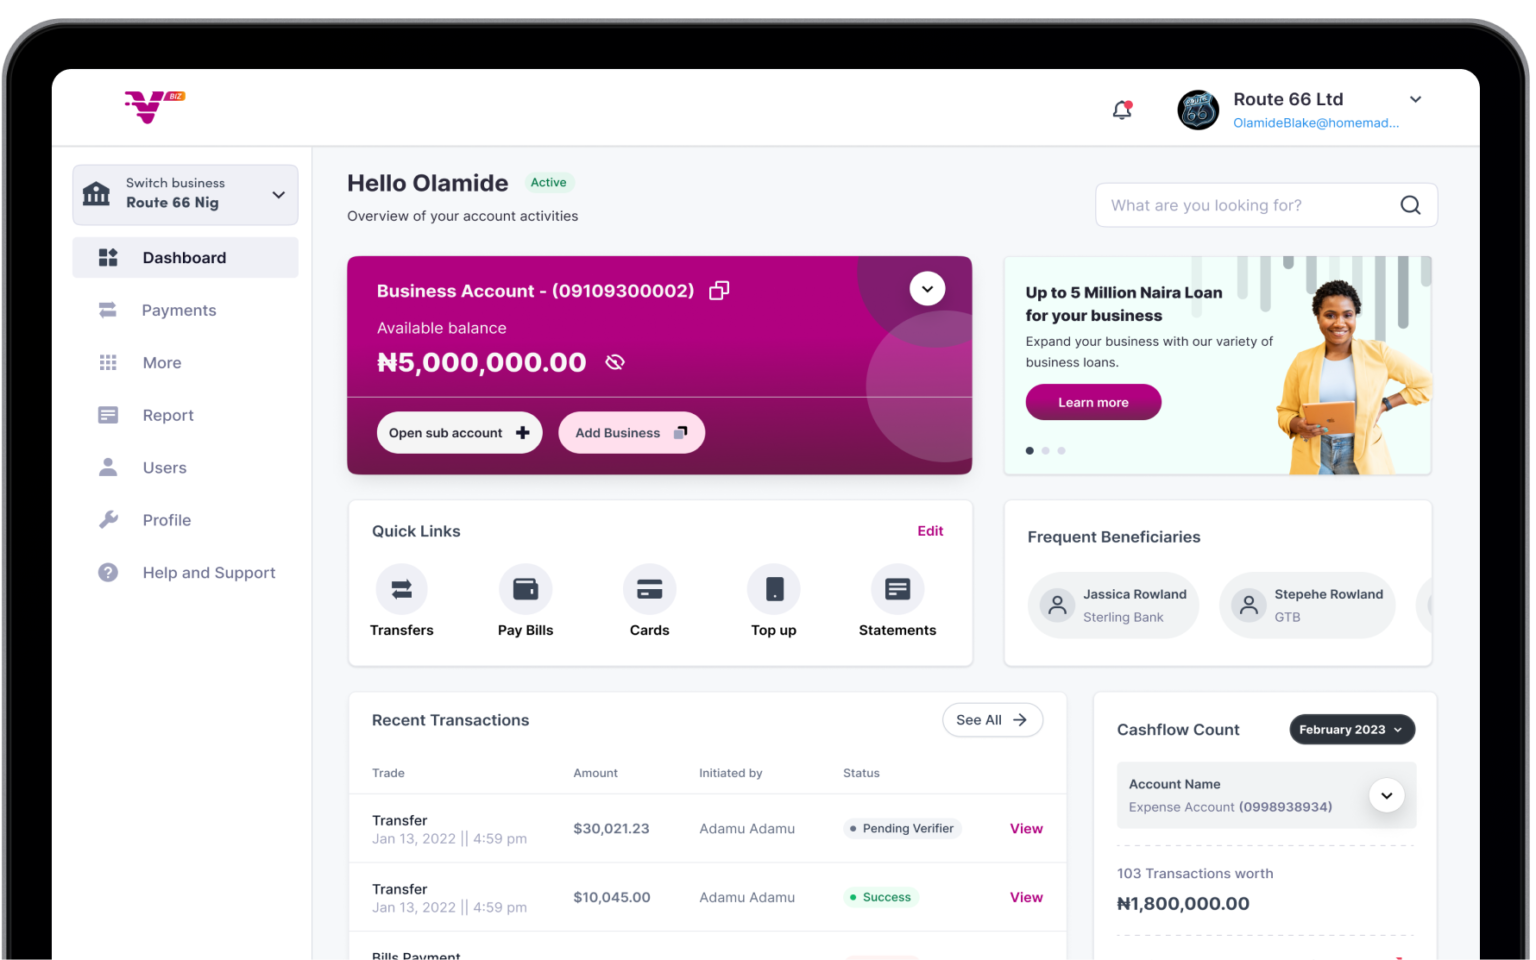 BIZ
Route 66 Ltd
OlamideBlake@homemad...
Switch business
Route 66 Nig
Dashboard
Payments
More
Report
Users
Profile
Help and Support
Hello Olamide
Active
Overview of your account activities
What are you looking for?
Business Account - (09109300002)
Available balance
₦5,000,000.00
Open sub account
Add Business
Up to 5 Million Naira Loan
for your business
Expand your business with our variety of
business loans.
Learn more
Quick Links
Edit
Transfers
Pay Bills
Cards
Top up
Statements
Frequent Beneficiaries
Jassica Rowland
Sterling Bank
Stepehe Rowland
GTB
Recent Transactions
See All
Trade Amount Initiated by Status
Transfer
Jan 13, 2022 || 4:59 pm
$30,021.23
Adamu Adamu
Pending Verifier
View
Transfer
Jan 13, 2022 || 4:59 pm
$10,045.00
Adamu Adamu
Success
View
Bills Payment
Cashflow Count
February 2023
Account Name
Expense Account (0998938934)
103 Transactions worth
₦1,800,000.00